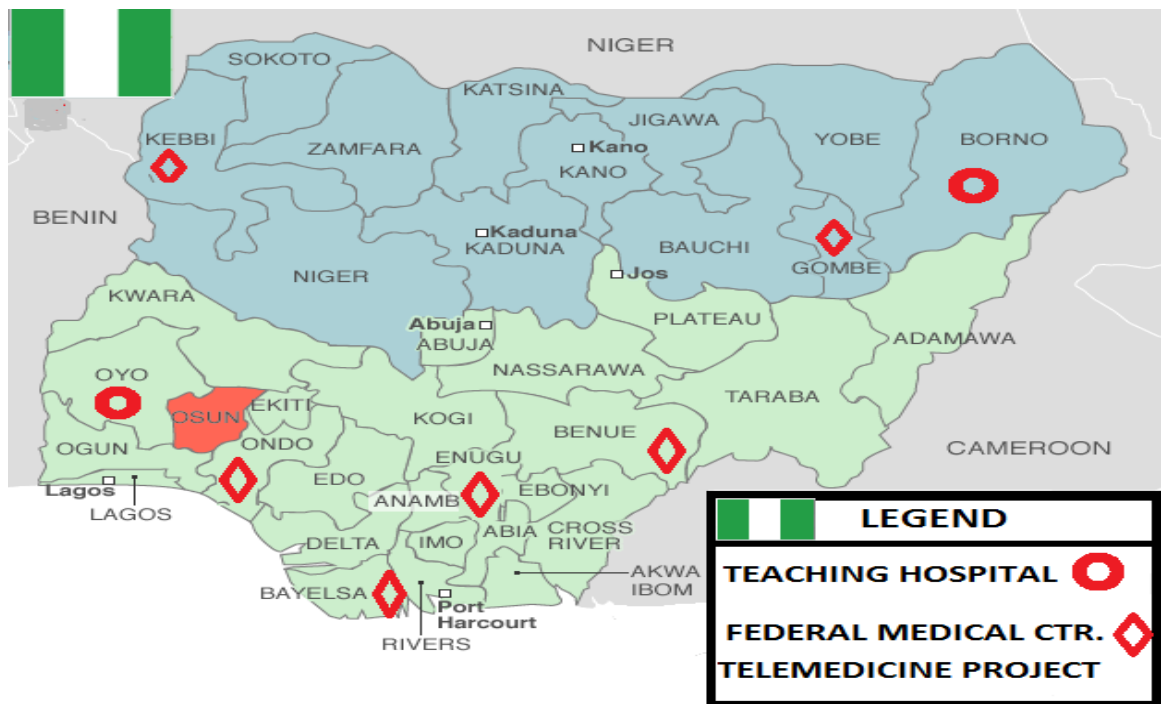 NIGER
SOKOTO
KATSINA
JIGAWA
KEBBI
ZAMFARA
Kano
KANO
YOBE
BORNO
BENIN
Kaduna
KADUNA
BAUCHI
GOMBE
NIGER
Jos
KWARA
Abuja
ABUJA
PLATEAU
ADAMAWA
NASSARAWA
OYO
TARABA
OSUN
EKITI
KOGI
BENUE
OGUN
ONDO
CAMEROON
ENUGU
EDO
Lagos
LAGOS
ANAMB
EBONYI
ABIA
CROSS
RIVER
DELTA
IMO
AKWA
IBOM
BAYELSA
Port
Harcourt
RIVERS
LEGEND
TEACHING HOSPITAL
FEDERAL MEDICAL CTR.
TELEMEDICINE PROJECT